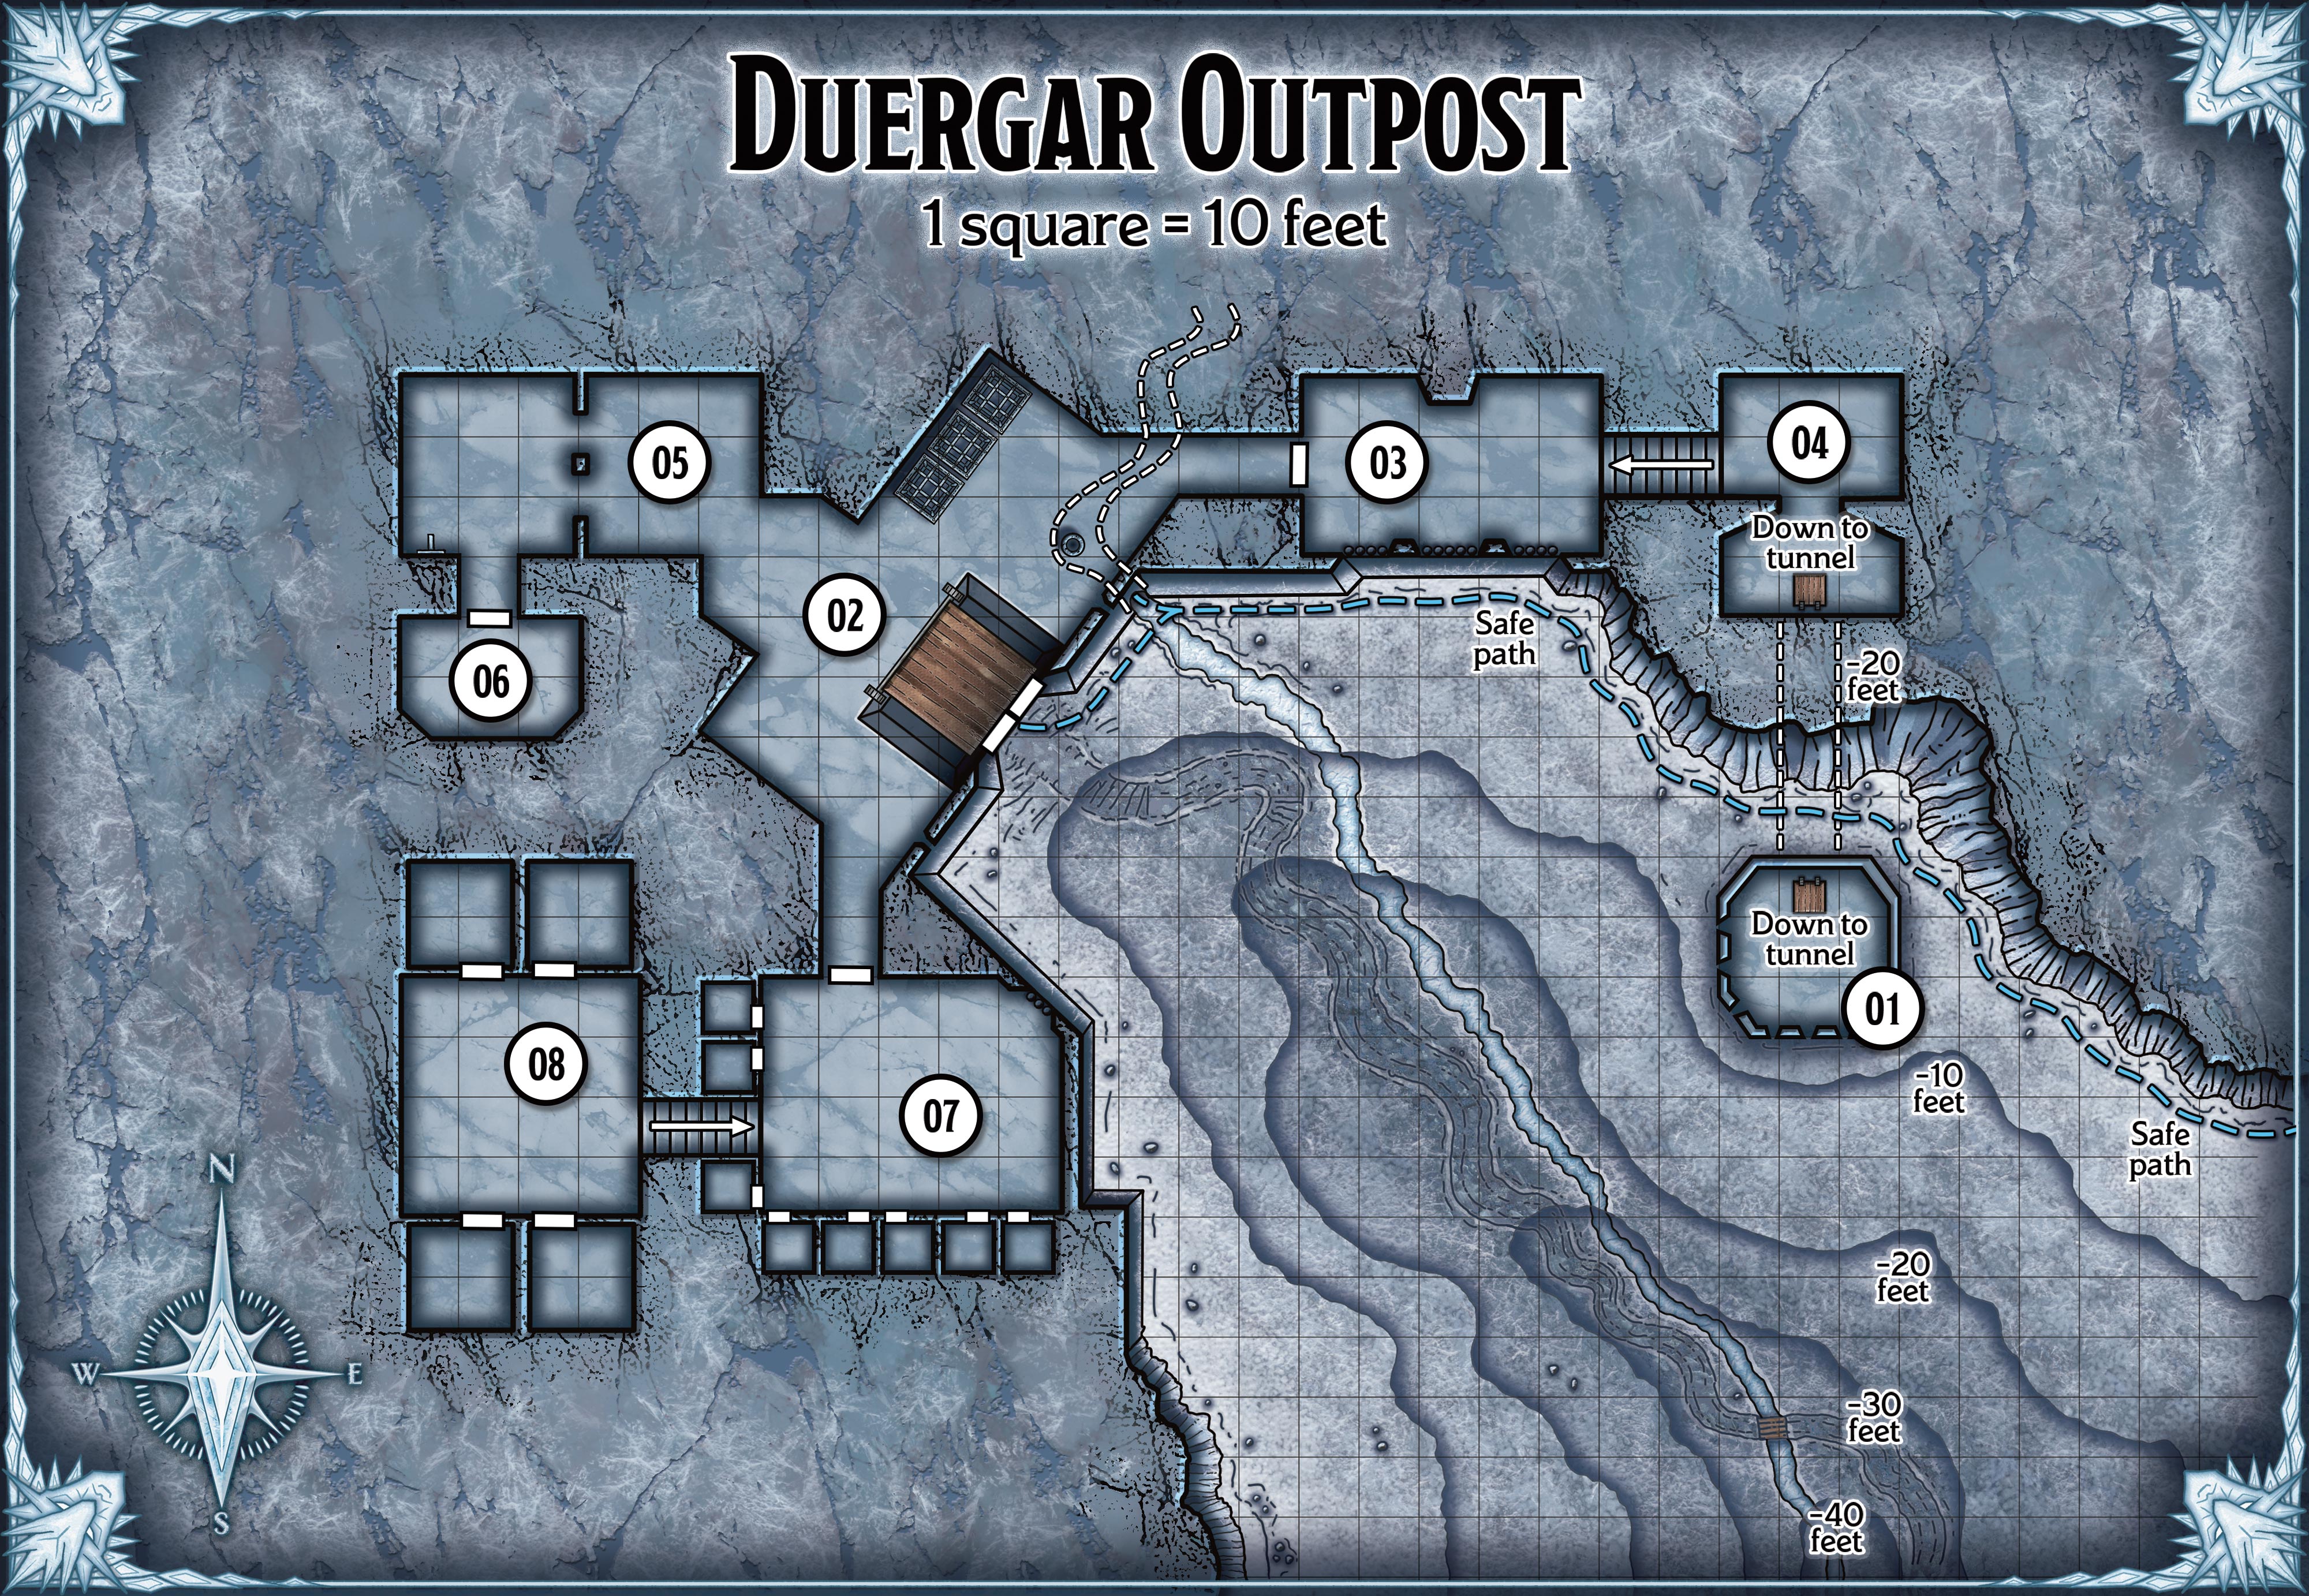 DUERGAR OUTPOST
1 square = 10 feet
05
03
04
Down to
tunnel
02
06
Safe
path
-20
feet
Down to
tunnel
01
08
07
-10
feet
Safe
path
-20
feet
-30
feet
-40
feet
N
W
E
S